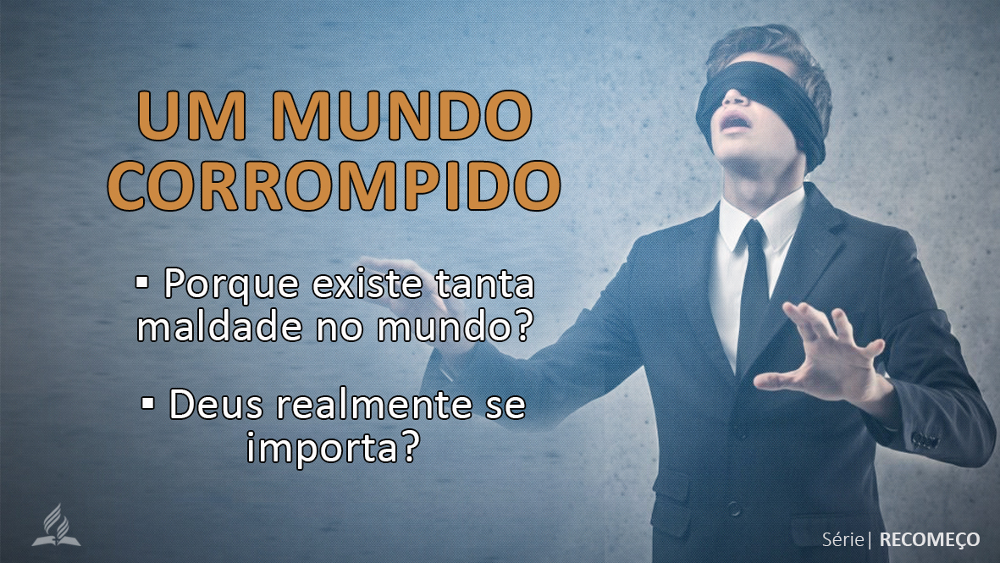 UM MUNDO
CORROMPIDO
▪ Porque existe tanta
maldade no mundo?
▪ Deus realmente se
importa?
Série| RECOMEÇO